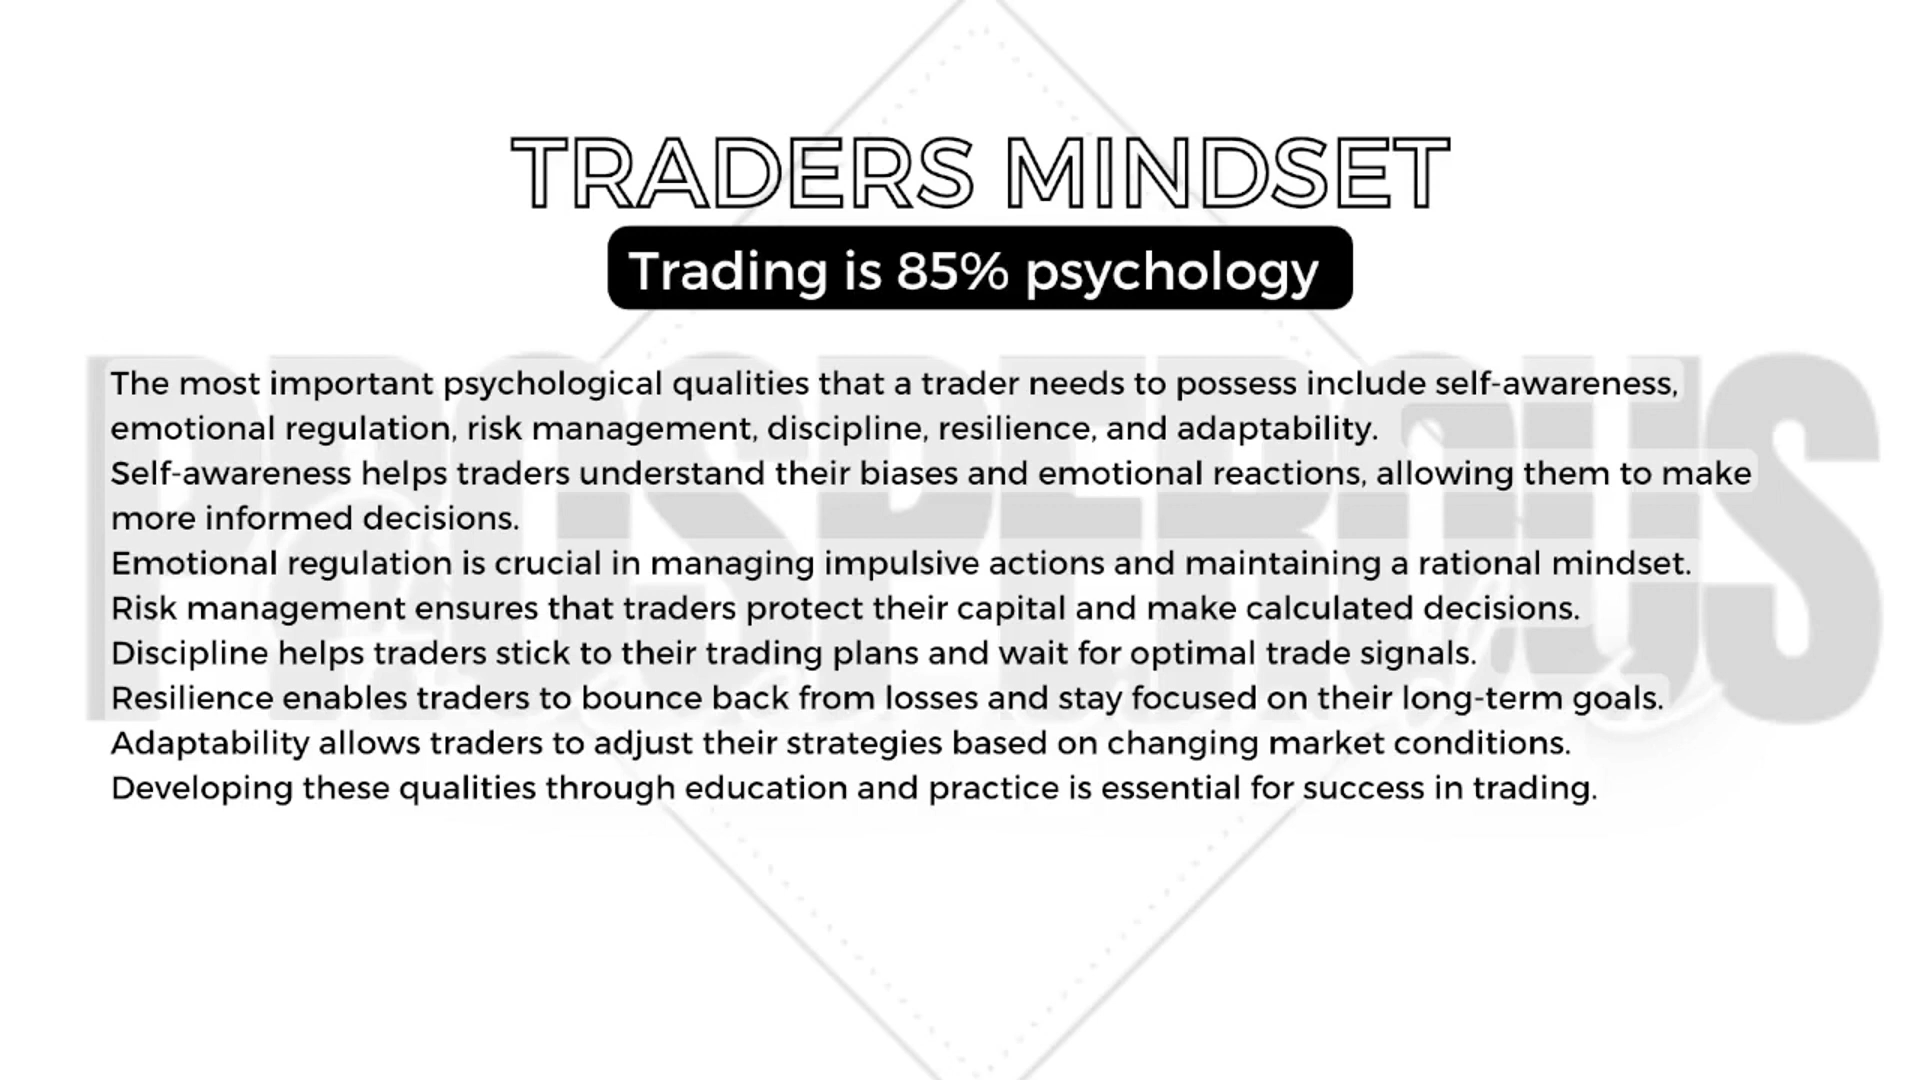 TRADERS MINDSET
Trading is 85% psychology
The most important psychological qualities that a trader needs to possess include self-awareness,
emotional regulation, risk management, discipline, resilience, and adaptability.
Self-awareness helps traders understand their biases and emotional reactions, allowing them to make
more informed decisions.
Emotional regulation is crucial in managing impulsive actions and maintaining a rational mindset.
Risk management ensures that traders protect their capital and make calculated decisions.
Discipline helps traders stick to their trading plans and wait for optimal trade signals.
Resilience enables traders to bounce back from losses and stay focused on their long-term goals.
Adaptability allows traders to adjust their strategies based on changing market conditions.
Developing these qualities through education and practice is essential for success in trading.
PROSPEROUS